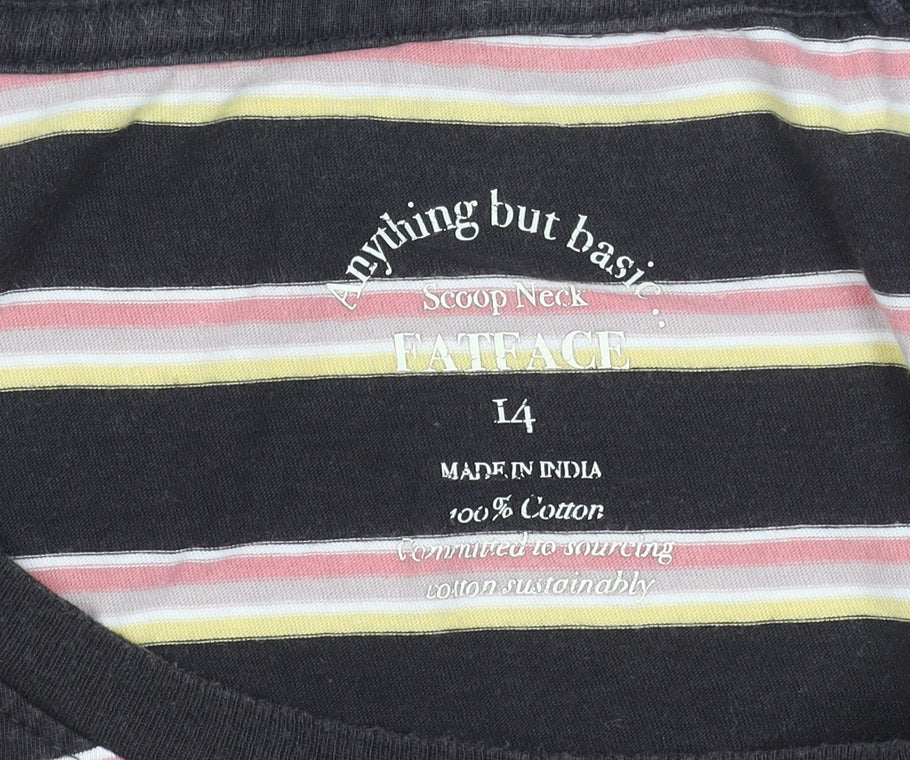 Anything but basic.
Scoop Neck
FATFACE
14
MADE IN INDIA
100% Cotton
Committed to sourcing
cotton sustainably